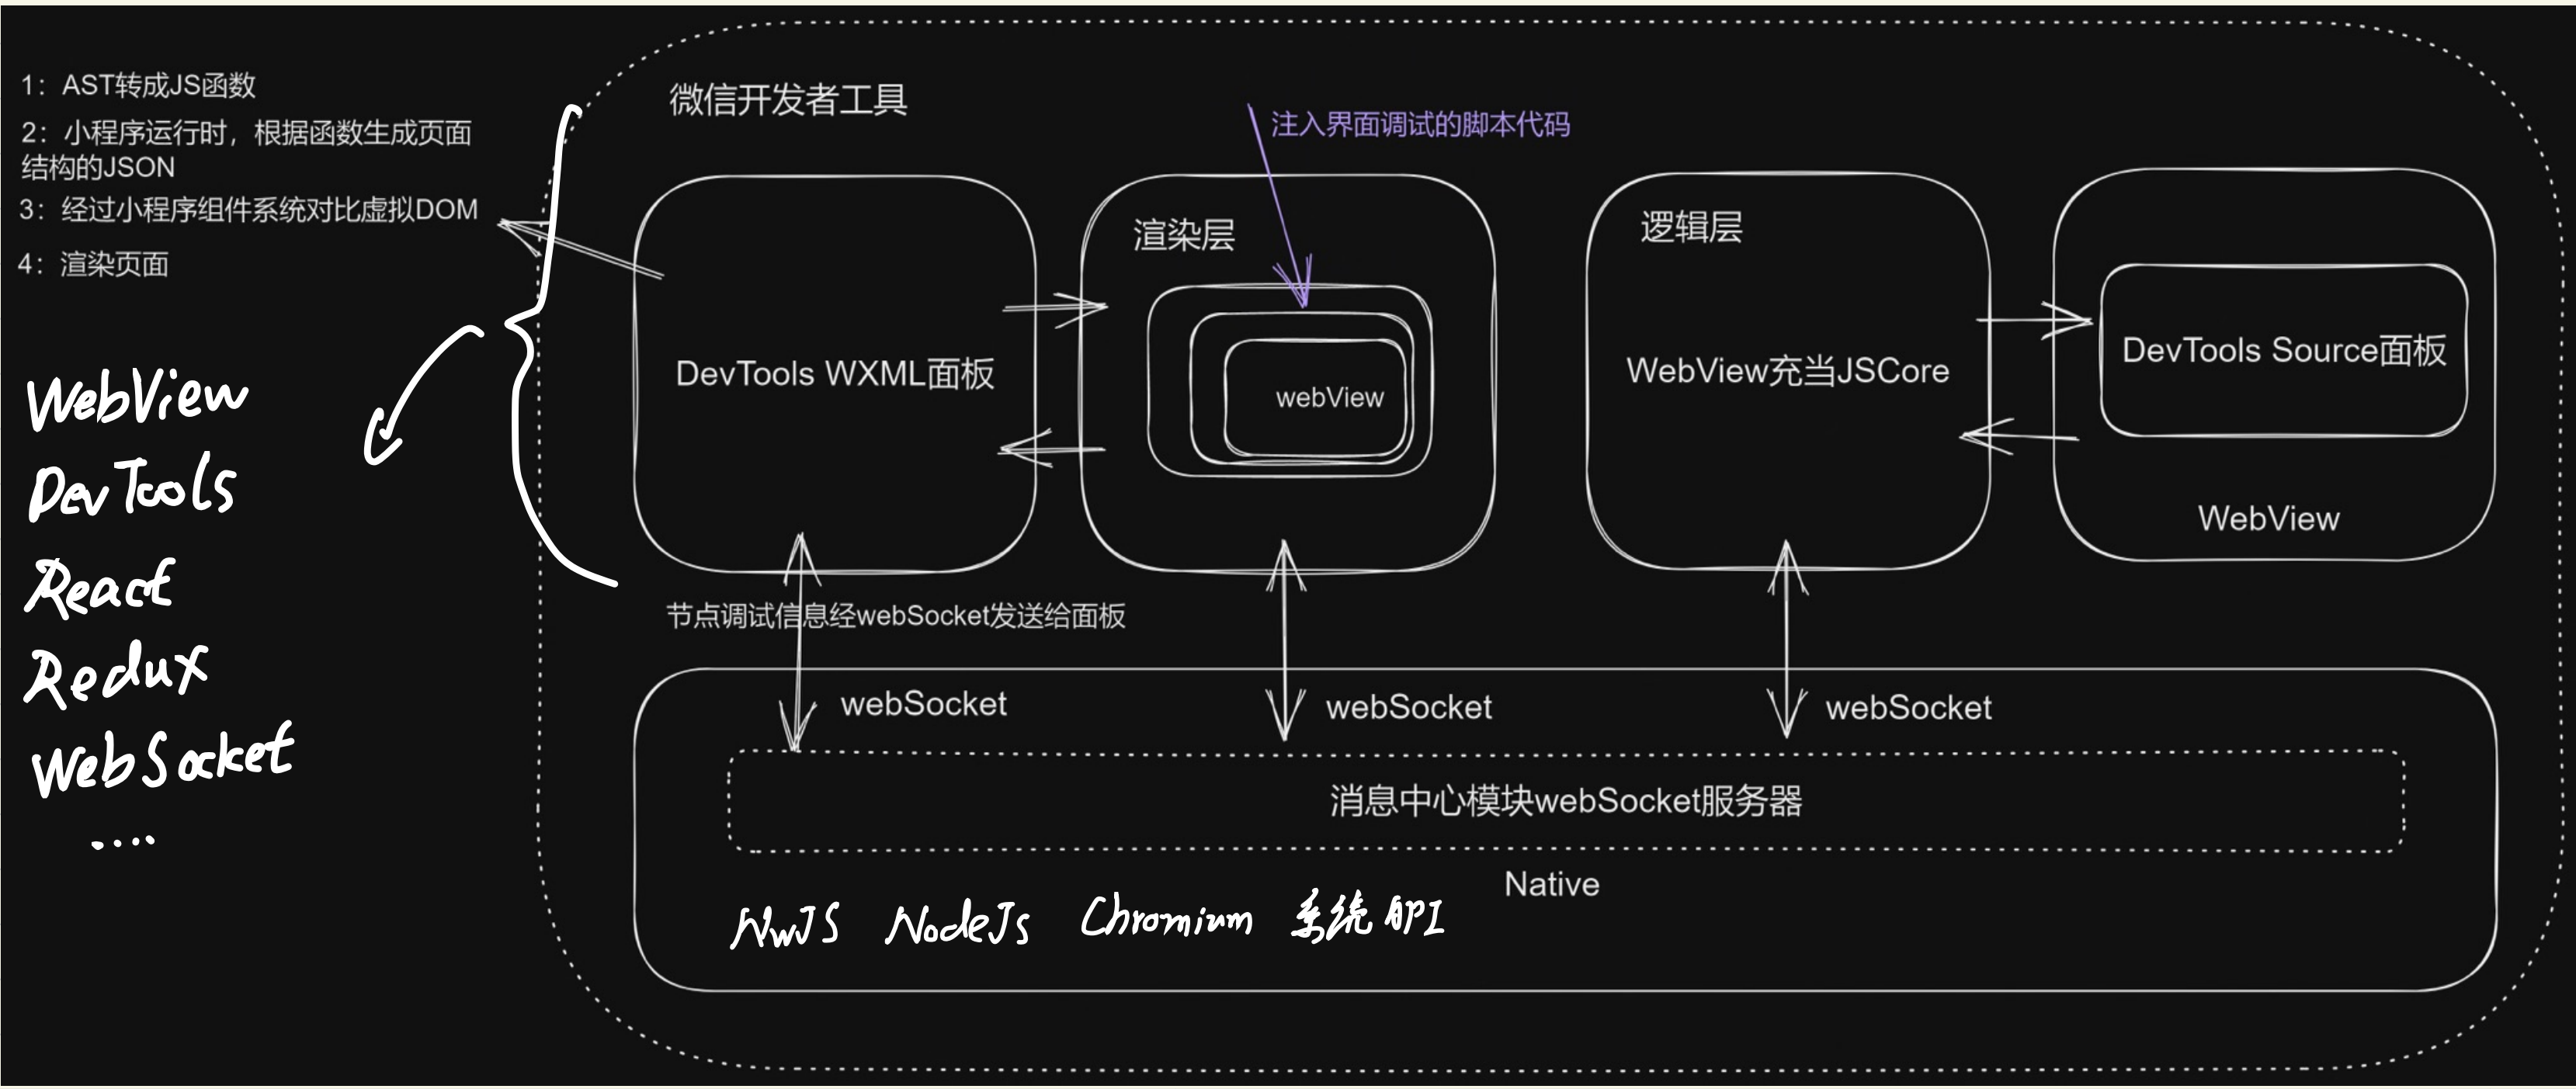 1：AST转成JS函数
2：小程序运行时，根据函数生成页面
结构的JSON
3：经过小程序组件系统对比虚拟DOM
4：渲染页面
WebView
DevTools
React
Redux
WebSocket
....
微信开发者工具
注入界面调试的脚本代码
DevTools WXML面板
渲染层
webView
逻辑层
WebView充当JSCore
DevTools Source面板
WebView
节点调试信息经webSocket发送给面板
webSocket
webSocket
webSocket
消息中心模块webSocket服务器
Native
NwJS NodeJs Chromium 系统API